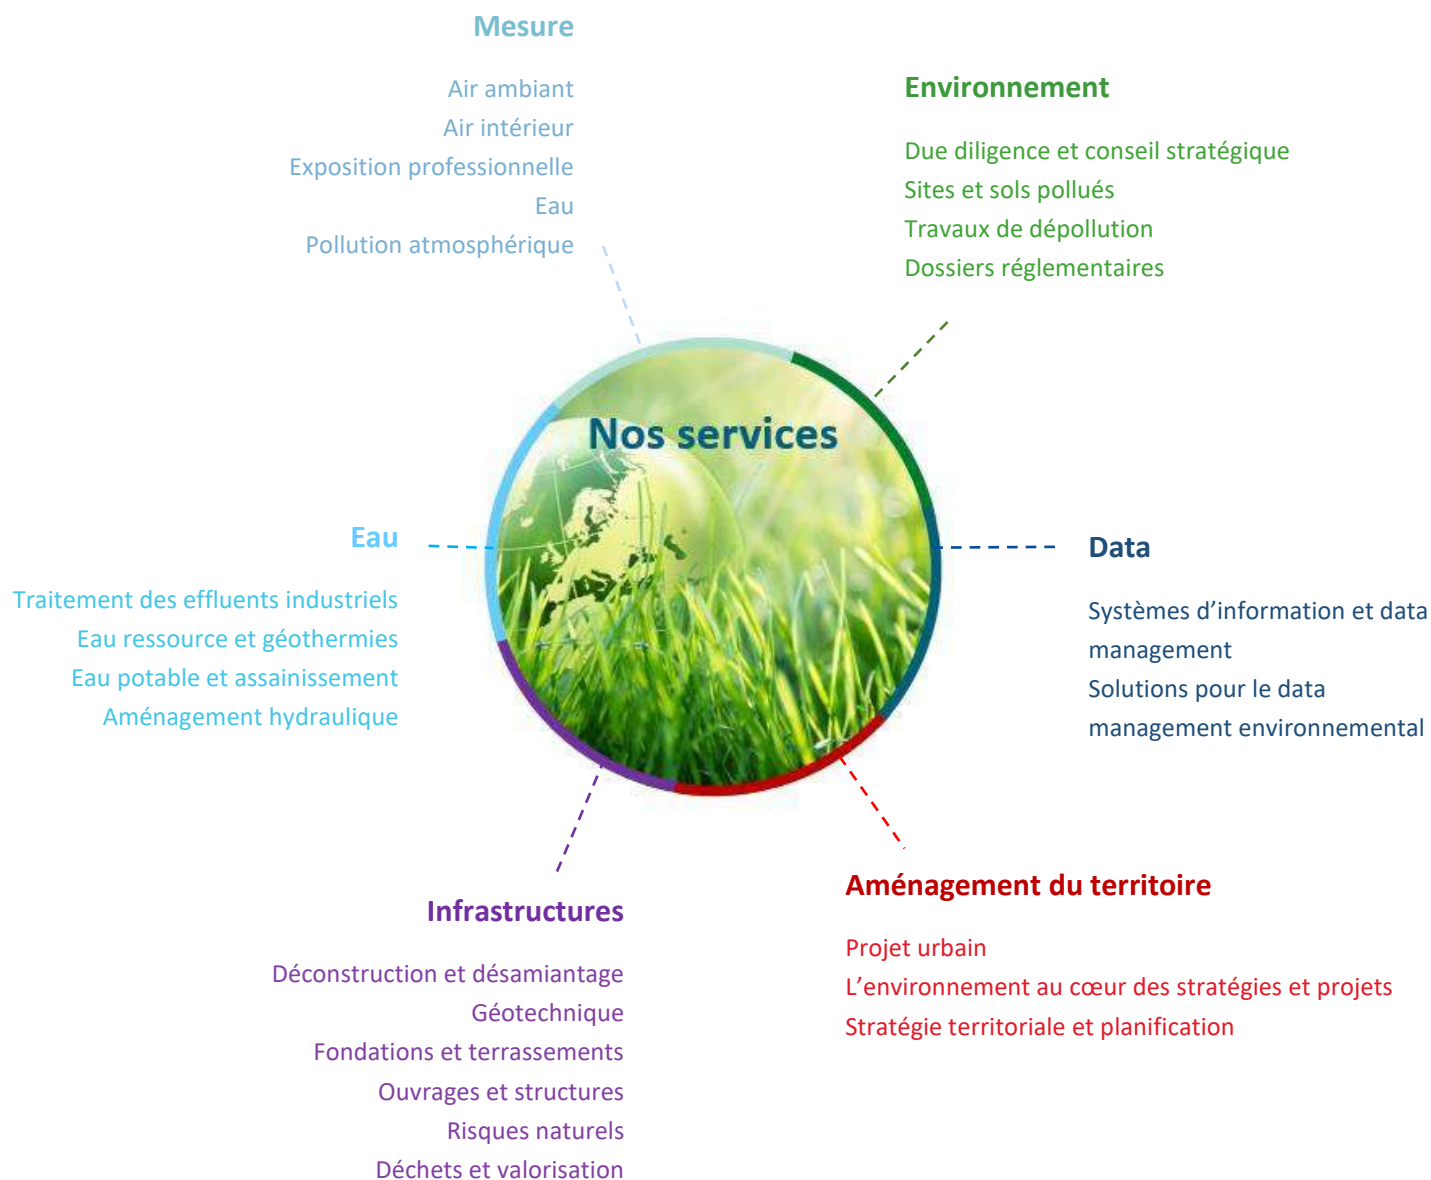 Mesure
Air ambiant
Air intérieur
Exposition professionnelle
Eau
Pollution atmosphérique
Environnement
Due diligence et conseil stratégique
Sites et sols pollués
Travaux de dépollution
Dossiers réglementaires
Nos services
Eau
Traitement des effluents industriels
Eau ressource et géothermies
Eau potable et assainissement
Aménagement hydraulique
Data
Systèmes d’information et data
management
Solutions pour le data
management environnemental
Infrastructures
Déconstruction et désamiantage
Géotechnique
Fondations et terrassements
Ouvrages et structures
Risques naturels
Déchets et valorisation
Aménagement du territoire
Projet urbain
L’environnement au cœur des stratégies et projets
Stratégie territoriale et planification